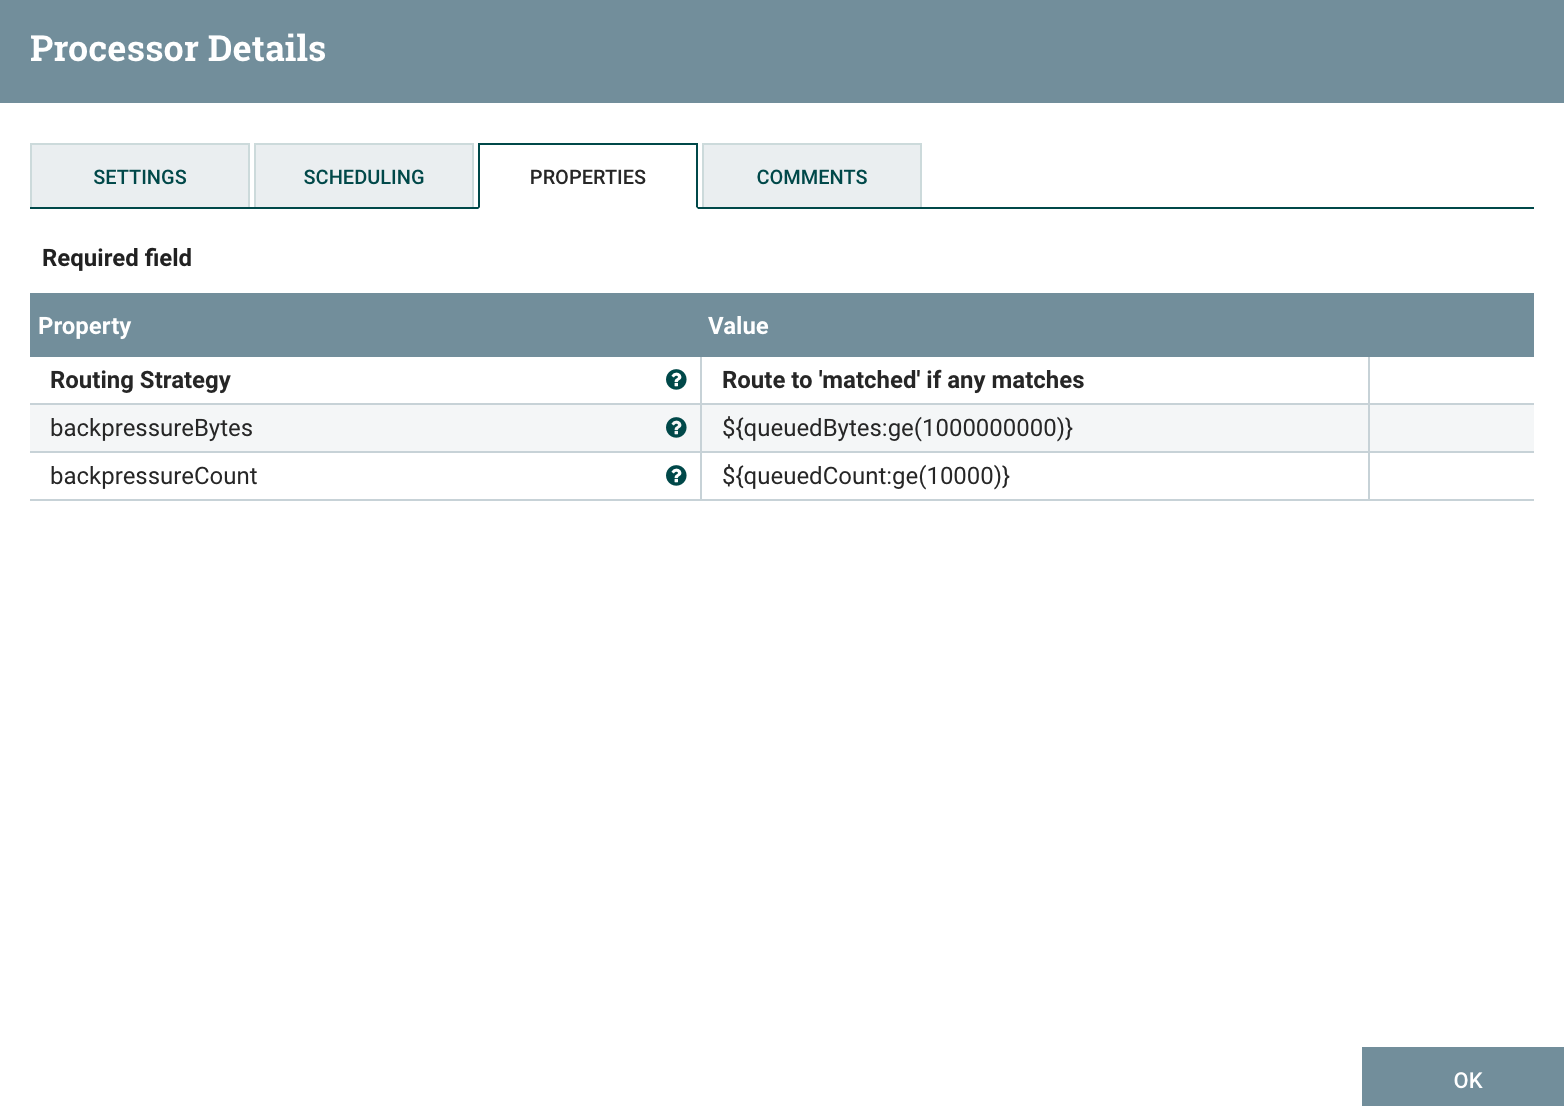 Processor Details
SETTINGS SCHEDULING PROPERTIES COMMENTS
Required field
Property Value
Routing Strategy ? Route to 'matched' if any matches
backpressureBytes ? ${queuedBytes:ge(1000000000)}
backpressureCount ? ${queuedCount:ge(10000)}
OK